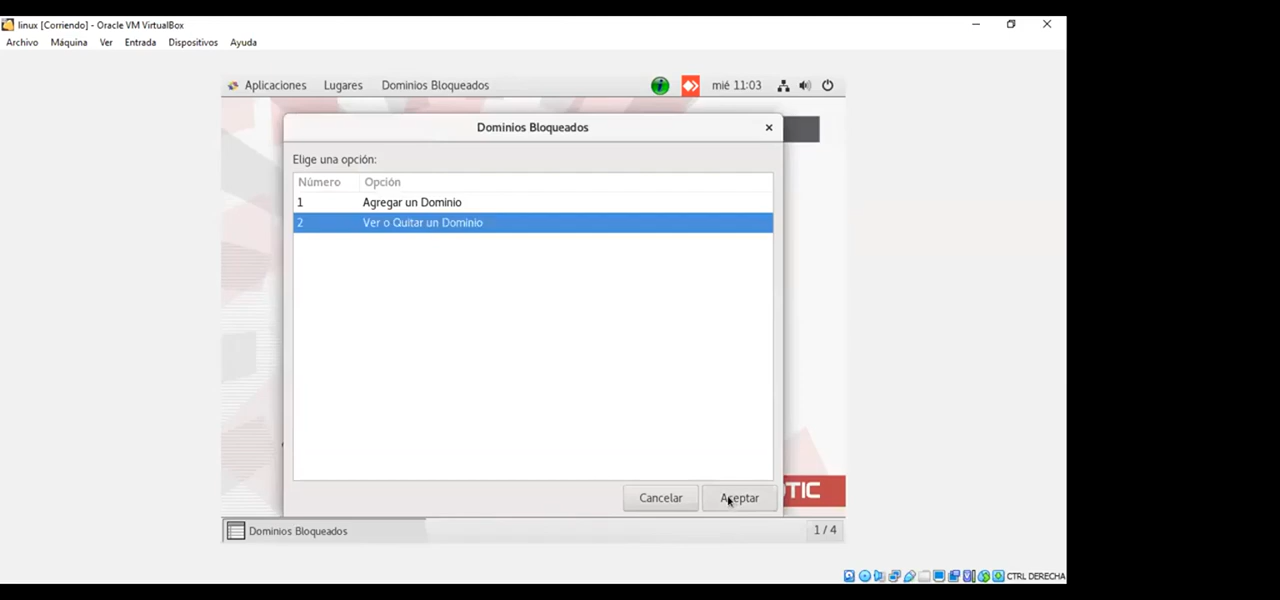 linux [Corriendo] - Oracle VM VirtualBox
Archivo Máquina Ver Entrada Dispositivos Ayuda
Aplicaciones Lugares Dominios Bloqueados mié 11:03
Dominios Bloqueados
Elige una opción:
Número Opción
1 Agregar un Dominio
2 Ver o Quitar un Dominio
Cancelar Aceptar
TIC
Dominios Bloqueados 1 / 4
CTRL DERECHA